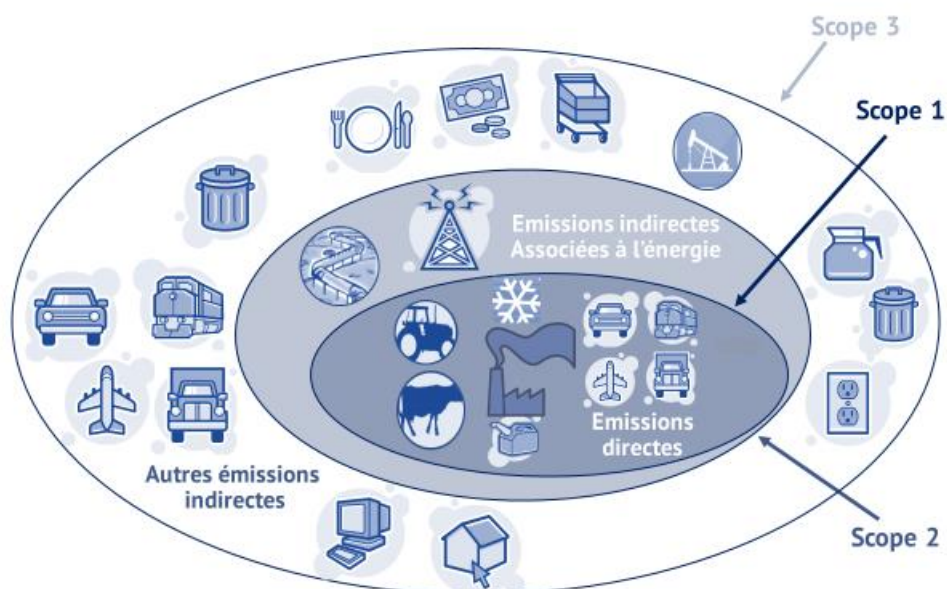 Scope 3
Scope 1
Emissions indirectes
Associées à l'énergie
Emissions
directes
Autres émissions
indirectes
Scope 2